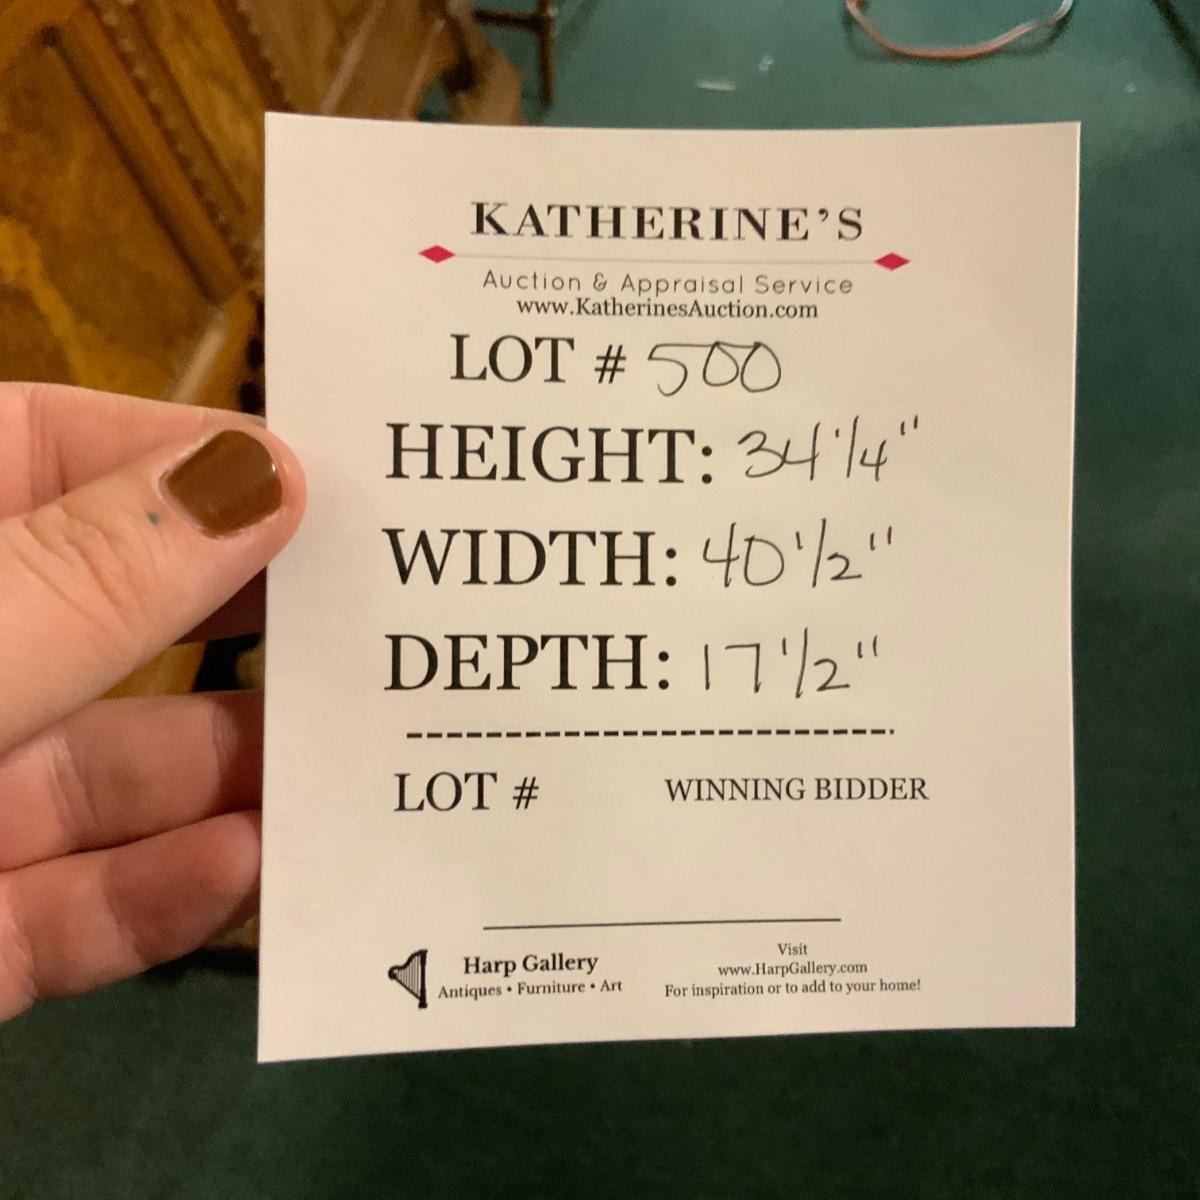 KATHERINE'S
Auction & Appraisal Service
www.KatherinesAuction.com
LOT # 500
HEIGHT: 34 1/4"
WIDTH: 40 1/2"
DEPTH: 17 1/2"
LOT # WINNING BIDDER
Harp Gallery
Antiques • Furniture • Art
Visit
www.HarpGallery.com
For inspiration or to add to your home!